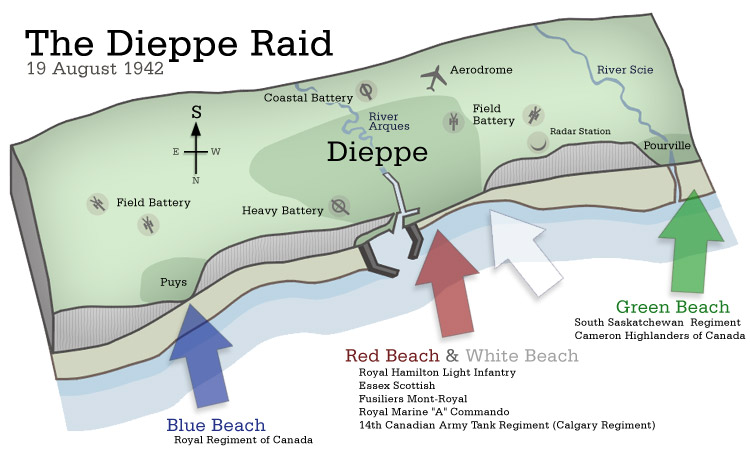 The Dieppe Raid
19 August 1942
Aerodrome
River Scie
Coastal Battery
River
Arques
Field
Battery
Radar Station
S
E W
N
Dieppe
Pourville
Field Battery
Heavy Battery
Puys
Green Beach
South Saskatchewan Regiment
Cameron Highlanders of Canada
Red Beach & White Beach
Royal Hamilton Light Infantry
Essex Scottish
Fusiliers Mont-Royal
Royal Marine "A" Commando
14th Canadian Army Tank Regiment (Calgary Regiment)
Blue Beach
Royal Regiment of Canada